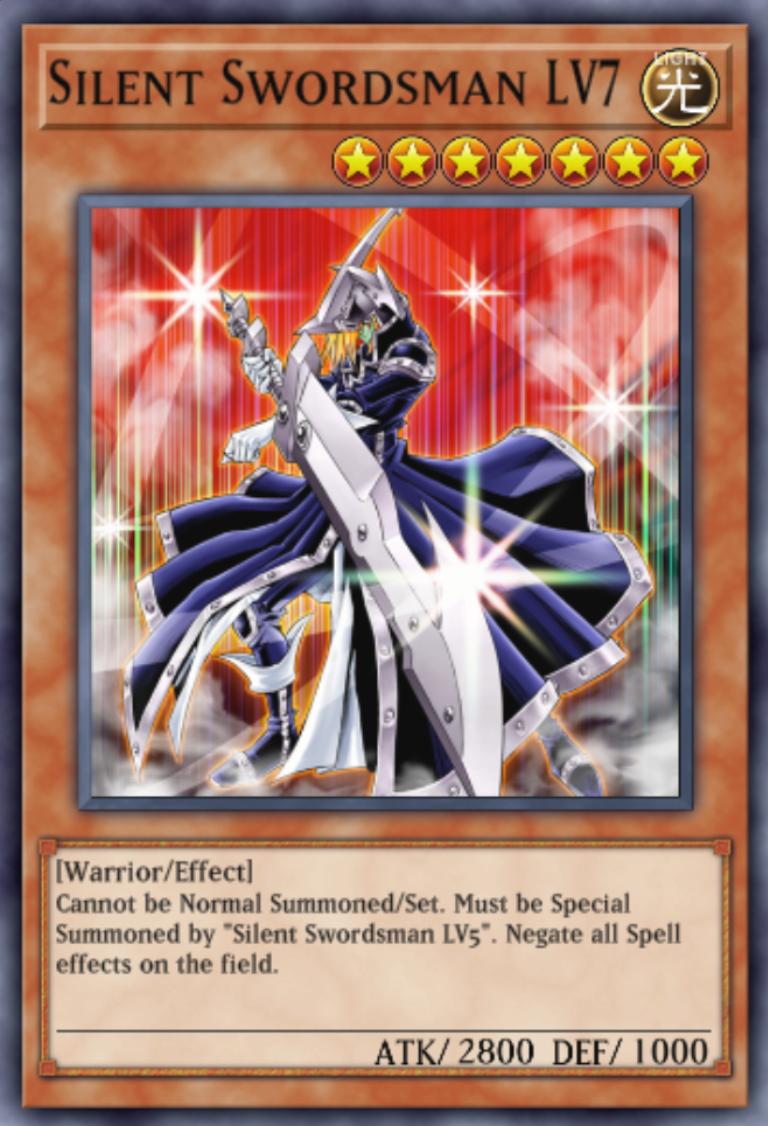 Silent Swordsman LV7
LIGHT
光
[Warrior/Effect]
Cannot be Normal Summoned/Set. Must be Special
Summoned by "Silent Swordsman LV5". Negate all Spell
effects on the field.
ATK/ 2800 DEF/ 1000